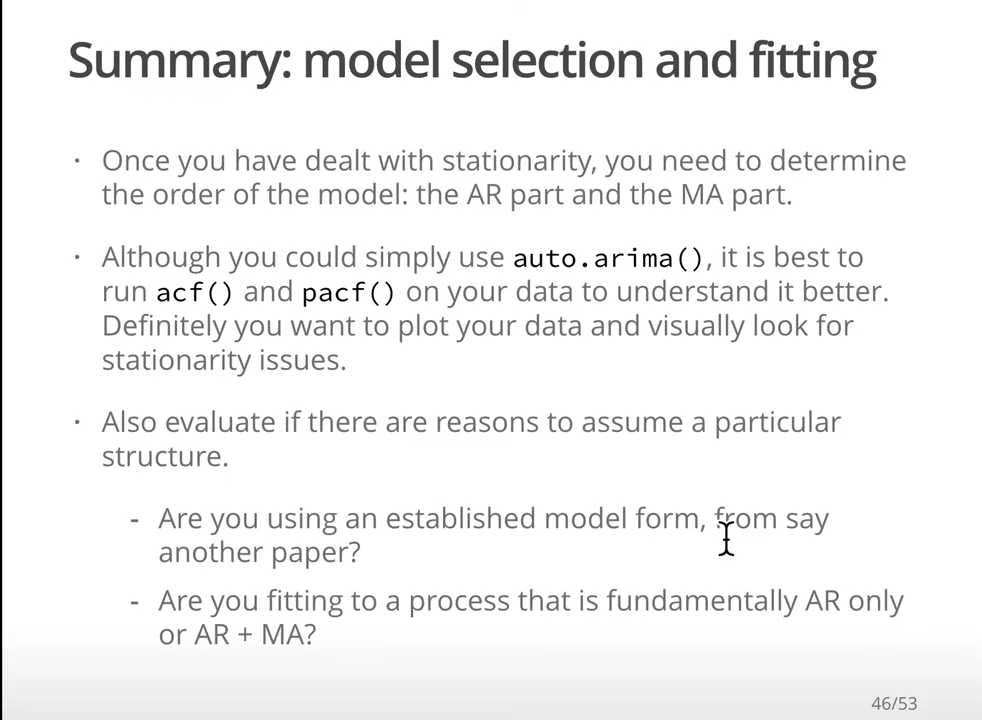 Summary: model selection and fitting
· Once you have dealt with stationarity, you need to determine
the order of the model: the AR part and the MA part.
· Although you could simply use auto.arima(), it is best to
run acf() and pacf() on your data to understand it better.
Definitely you want to plot your data and visually look for
stationarity issues.
· Also evaluate if there are reasons to assume a particular
structure.
- Are you using an established model form, from say
another paper?
- Are you fitting to a process that is fundamentally AR only
or AR + MA?
46/53